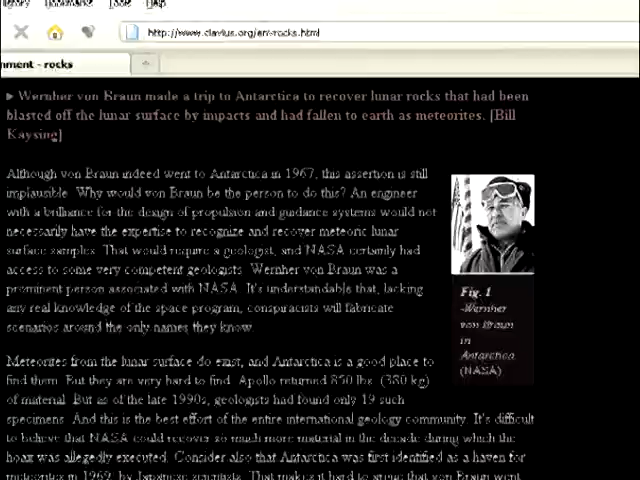 History Bookmarks Tools Help
http://www.clavius.org/envrocks.html
nment - rocks
▸ Wernher von Braun made a trip to Antarctica to recover lunar rocks that had been
blasted off the lunar surface by impacts and had fallen to earth as meteorites. [Bill
Kaysing]
Although von Braun indeed went to Antarctica in 1967, this assertion is still
implausible. Why would von Braun be the person to do this? An engineer
with a brilliance for the design of propulsion and guidance systems would not
necessarily have the expertise to recognize and recover meteoric lunar
surface samples. That would require a geologist, and NASA certainly had
access to some very competent geologists. Wernher von Braun was a
prominent person associated with NASA. It's understandable that, lacking
any real knowledge of the space program, conspiracists will fabricate
scenarios around the only names they know.
Fig. 1
-Wernher
von Braun
in
Antarctica
(NASA)
Meteorites from the lunar surface do exist, and Antarctica is a good place to
find them. But they are very hard to find. Apollo returned 850 lbs. (380 kg)
of material. But as of the late 1990s, geologists had found only 19 such
specimens. And this is the best effort of the entire international geology community. It's difficult
to believe that NASA could recover so much more material in the decade during which the
hoax was allegedly executed. Consider also that Antarctica was first identified as a haven for
meteorites in 1969, by Japanese scientists. That makes it hard to argue that von Braun went